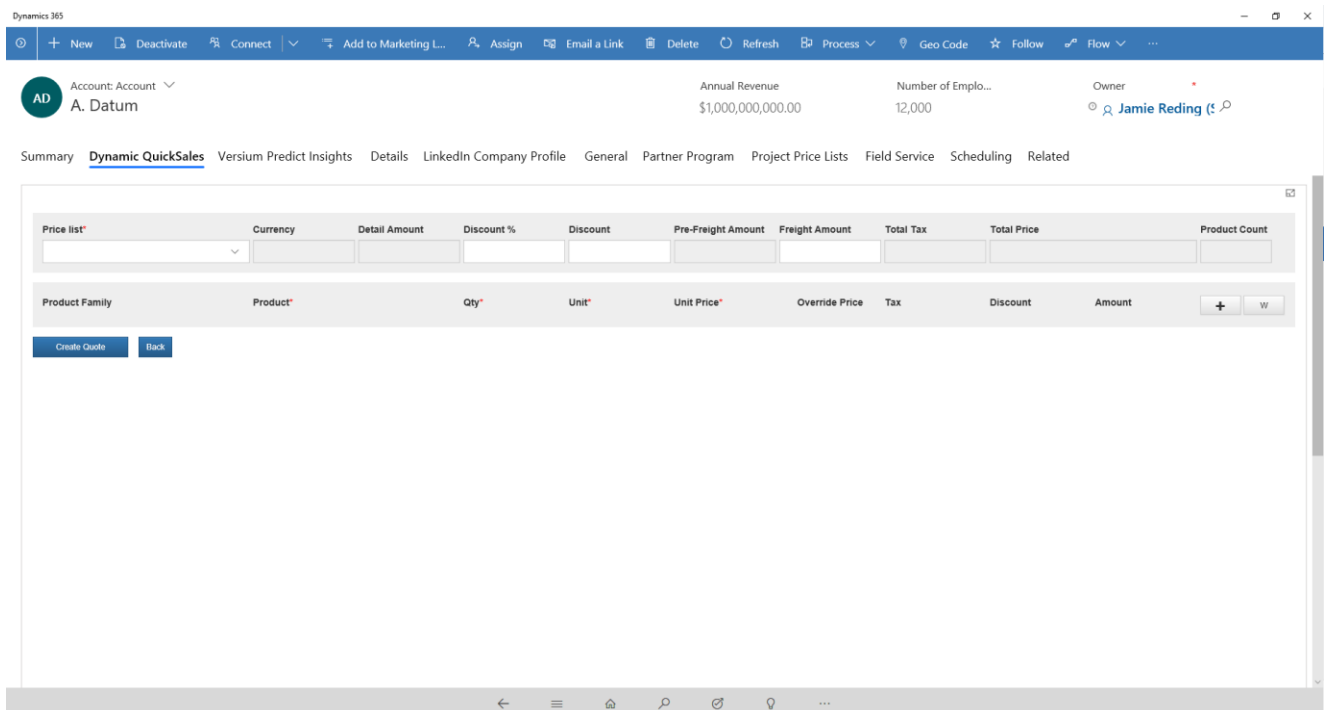 Dynamics 365
New Deactivate Connect Add to Marketing L... Assign Email a Link Delete Refresh Process Geo Code Follow Flow ...
AD
Account: Account
A. Datum
Annual Revenue
$1,000,000,000.00
Number of Emplo...
12,000
Owner *
Jamie Reding (
Summary Dynamic QuickSales Versium Predict Insights Details LinkedIn Company Profile General Partner Program Project Price Lists Field Service Scheduling Related
Price list* Currency Detail Amount Discount % Discount Pre-Freight Amount Freight Amount Total Tax Total Price Product Count
Product Family Product* Qty* Unit* Unit Price* Override Price Tax Discount Amount + W
Create Quote Back
...